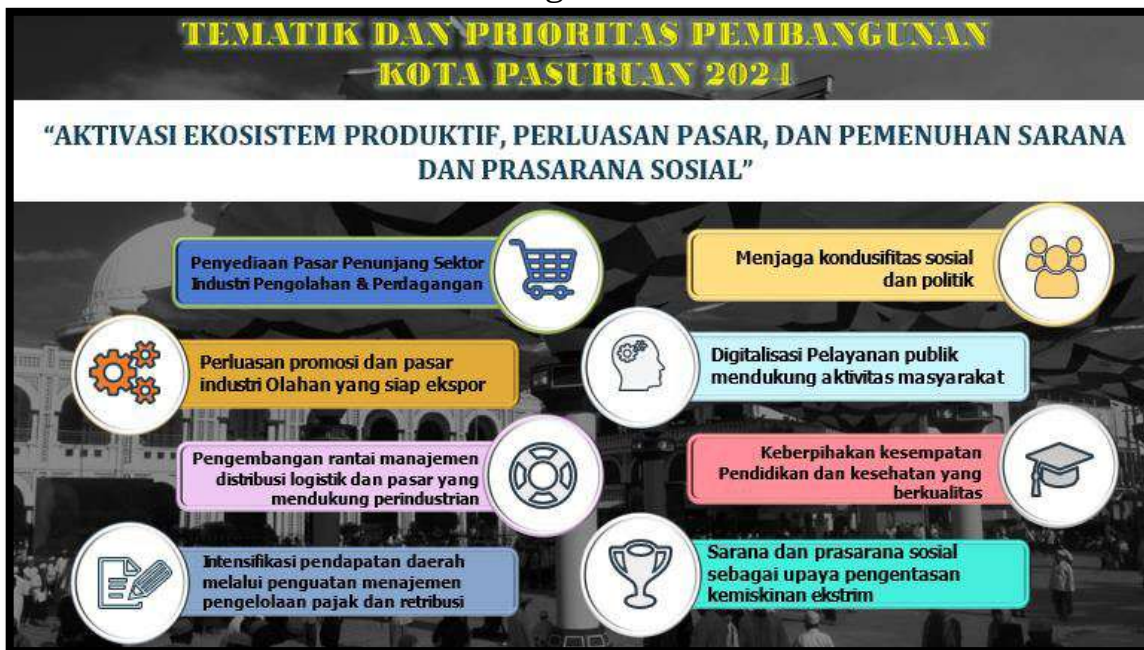 TEMATIK DAN PRIORITAS PEMBANGUNAN
KOTA PASURUAN 2024
“AKTIVASI EKOSISTEM PRODUKTIF, PERLUASAN PASAR, DAN PEMENUHAN SARANA
DAN PRASARANA SOSIAL”
Penyediaan Pasar Penunjang Sektor
Industri Pengolahan & Perdagangan
Perluasan promosi dan pasar
industri Olahan yang siap ekspor
Pengembangan rantai manajemen
distribusi logistik dan pasar yang
mendukung perindustrian
Intensifikasi pendapatan daerah
melalui penguatan menajemen
pengelolaan pajak dan retribusi
Menjaga kondusifitas sosial
dan politik
Digitalisasi Pelayanan publik
mendukung aktivitas masyarakat
Keberpihakan kesempatan
Pendidikan dan kesehatan yang
berkualitas
Sarana dan prasarana sosial
sebagai upaya pengentasan
kemiskinan ekstrim